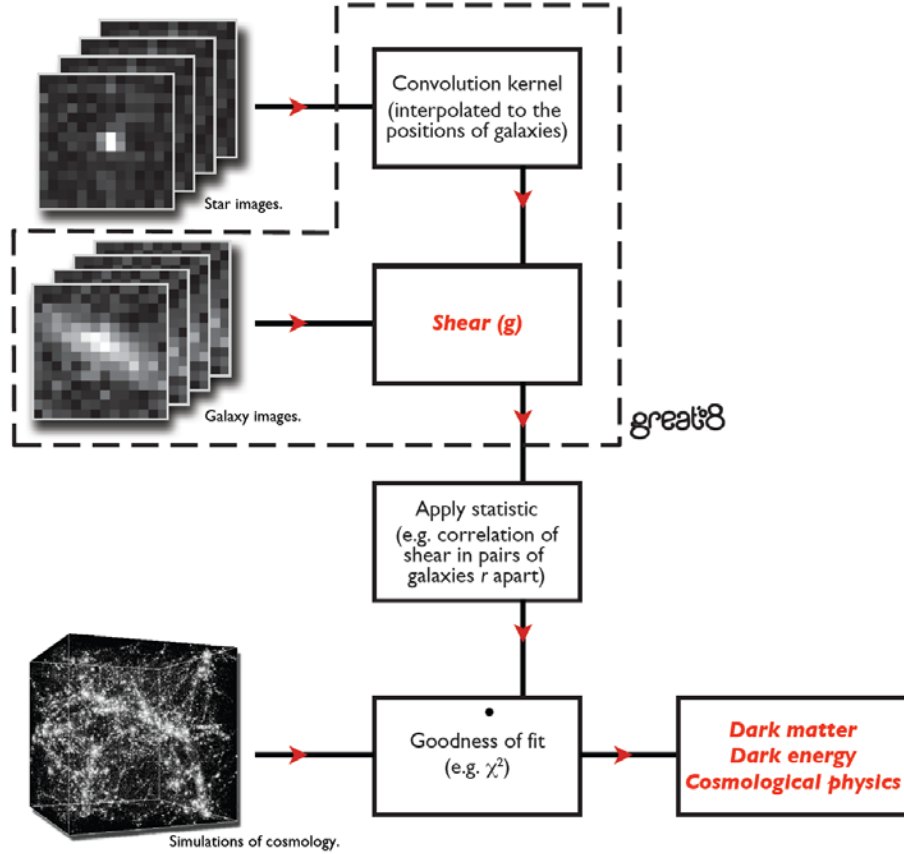 Convolution kernel
(interpolated to the
positions of galaxies)
Star images.
Shear (g)
Galaxy images.
great08
Apply statistic
(e.g. correlation of
shear in pairs of
galaxies r apart)
Goodness of fit
(e.g. χ²)
Dark matter
Dark energy
Cosmological physics
Simulations of cosmology.